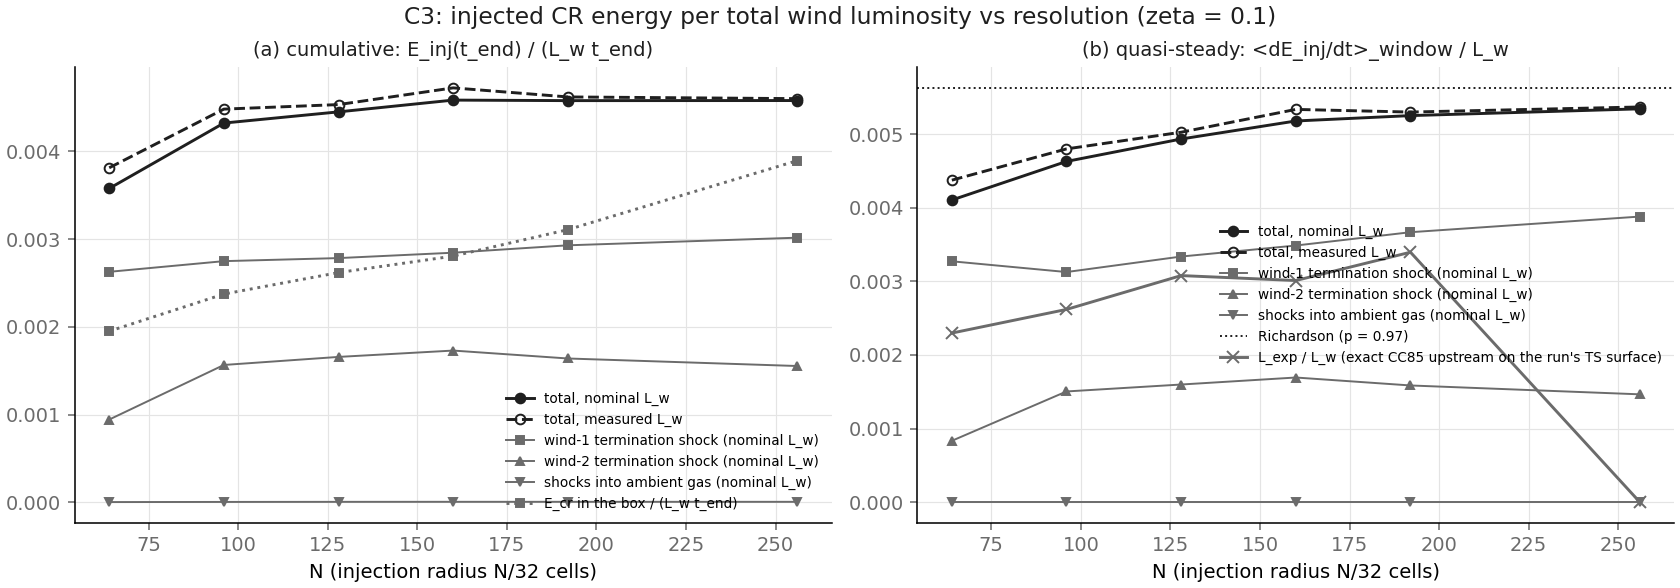 C3: injected CR energy per total wind luminosity vs resolution (zeta = 0.1)
(a) cumulative: E_inj(t_end) / (L_w t_end)
0.004
0.003
0.002
0.001
0.000
total, nominal L_w
total, measured L_w
wind-1 termination shock (nominal L_w)
wind-2 termination shock (nominal L_w)
shocks into ambient gas (nominal L_w)
E_cr in the box / (L_w t_end)
75 100 125 150 175 200 225 250
N (injection radius N/32 cells)
(b) quasi-steady: <dE_inj/dt>_window / L_w
0.005
0.004
0.003
0.002
0.001
0.000
total, nominal L_w
total, measured L_w
wind-1 termination shock (nominal L_w)
wind-2 termination shock (nominal L_w)
shocks into ambient gas (nominal L_w)
Richardson (p = 0.97)
L_exp / L_w (exact CC85 upstream on the run's TS surface)
75 100 125 150 175 200 225 250
N (injection radius N/32 cells)